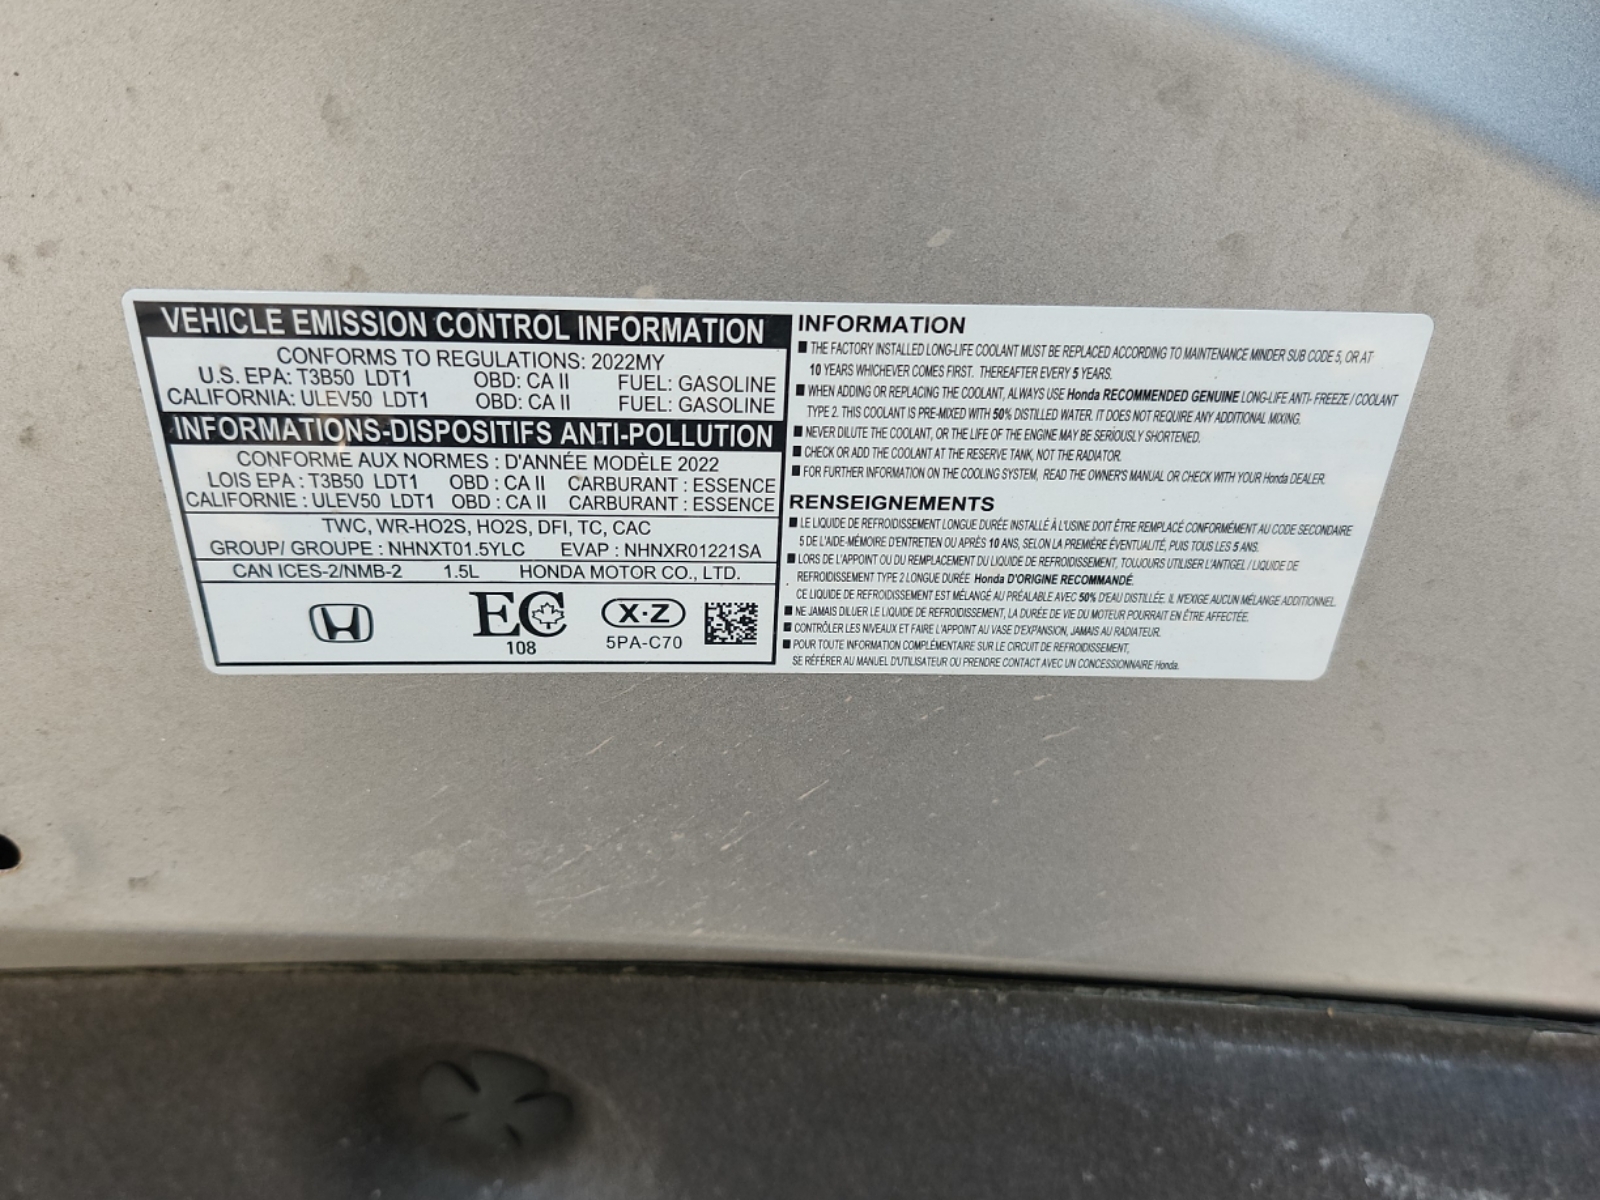 VEHICLE EMISSION CONTROL INFORMATION
CONFORMS TO REGULATIONS: 2022MY
U.S. EPA: T3B50 LDT1 OBD: CA II FUEL: GASOLINE
CALIFORNIA: ULEV50 LDT1 OBD: CA II FUEL: GASOLINE
INFORMATIONS-DISPOSITIFS ANTI-POLLUTION
CONFORME AUX NORMES : D'ANNÉE MODÈLE 2022
LOIS EPA : T3B50 LDT1 OBD : CA II CARBURANT : ESSENCE
CALIFORNIE : ULEV50 LDT1 OBD : CA II CARBURANT : ESSENCE
TWC, WR-HO2S, HO2S, DFI, TC, CAC
GROUP/ GROUPE : NHNXT01.5YLC EVAP : NHNXR01221SA
CAN ICES-2/NMB-2 1.5L HONDA MOTOR CO., LTD.
EC X·Z
108 5PA-C70
INFORMATION
■ THE FACTORY INSTALLED LONG-LIFE COOLANT MUST BE REPLACED ACCORDING TO MAINTENANCE MINDER SUB CODE 5, OR AT
10 YEARS WHICHEVER COMES FIRST. THEREAFTER EVERY 5 YEARS.
■ WHEN ADDING OR REPLACING THE COOLANT, ALWAYS USE Honda RECOMMENDED GENUINE LONG-LIFE ANTI- FREEZE / COOLANT
TYPE 2. THIS COOLANT IS PRE-MIXED WITH 50% DISTILLED WATER. IT DOES NOT REQUIRE ANY ADDITIONAL MIXING.
■ NEVER DILUTE THE COOLANT, OR THE LIFE OF THE ENGINE MAY BE SERIOUSLY SHORTENED.
■ CHECK OR ADD THE COOLANT AT THE RESERVE TANK, NOT THE RADIATOR.
■ FOR FURTHER INFORMATION ON THE COOLING SYSTEM, READ THE OWNER'S MANUAL OR CHECK WITH YOUR Honda DEALER.
RENSEIGNEMENTS
■ LE LIQUIDE DE REFROIDISSEMENT LONGUE DURÉE INSTALLÉ À L'USINE DOIT ÊTRE REMPLACÉ CONFORMÉMENT AU CODE SECONDAIRE
5 DE L'AIDE-MÉMOIRE D'ENTRETIEN OU APRÈS 10 ANS, SELON LA PREMIÈRE ÉVENTUALITÉ, PUIS TOUS LES 5 ANS.
■ LORS DE L'APPOINT OU DU REMPLACEMENT DU LIQUIDE DE REFROIDISSEMENT, TOUJOURS UTILISER L'ANTIGEL / LIQUIDE DE
REFROIDISSEMENT TYPE 2 LONGUE DURÉE Honda D'ORIGINE RECOMMANDÉ.
CE LIQUIDE DE REFROIDISSEMENT EST MÉLANGÉ AU PRÉALABLE AVEC 50% D'EAU DISTILLÉE. IL N'EXIGE AUCUN MÉLANGE ADDITIONNEL.
■ NE JAMAIS DILUER LE LIQUIDE DE REFROIDISSEMENT, LA DURÉE DE VIE DU MOTEUR POURRAIT EN ÊTRE AFFECTÉE.
■ CONTRÔLER LES NIVEAUX ET FAIRE L'APPOINT AU VASE D'EXPANSION, JAMAIS AU RADIATEUR.
■ POUR TOUTE INFORMATION COMPLÉMENTAIRE SUR LE CIRCUIT DE REFROIDISSEMENT,
SE RÉFÉRER AU MANUEL D'UTILISATEUR OU PRENDRE CONTACT AVEC UN CONCESSIONNAIRE Honda.